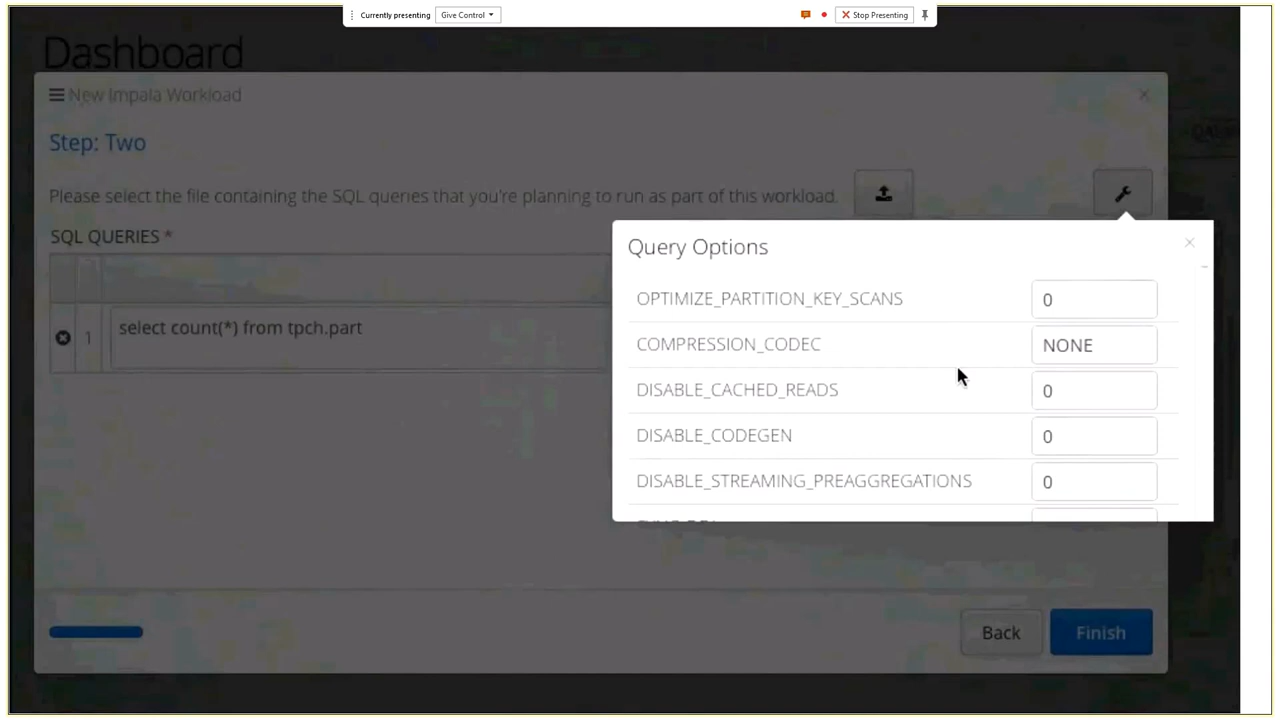 Currently presenting Give Control Stop Presenting
Dashboard
New Impala Workload
Step: Two
Please select the file containing the SQL queries that you're planning to run as part of this workload.
SQL QUERIES *
1 select count(*) from tpch.part
Query Options
OPTIMIZE_PARTITION_KEY_SCANS 0
COMPRESSION_CODEC NONE
DISABLE_CACHED_READS 0
DISABLE_CODEGEN 0
DISABLE_STREAMING_PREAGGREGATIONS 0
Back Finish